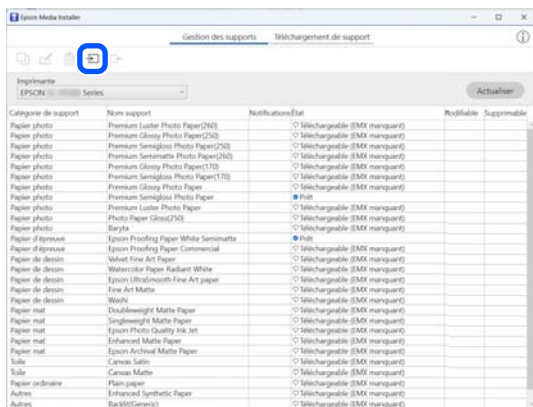 Epson Media Installer
Gestion des supports Téléchargement de support
Imprimante
EPSON Series
Actualiser
Catégorie de support Nom support Notifications État Modifiable Supprimable
Papier photo Premium Luster Photo Paper(260) Téléchargeable (EMX manquant)
Papier photo Premium Glossy Photo Paper(250) Téléchargeable (EMX manquant)
Papier photo Premium Semigloss Photo Paper(250) Téléchargeable (EMX manquant)
Papier photo Premium Semimatte Photo Paper(260) Téléchargeable (EMX manquant)
Papier photo Premium Glossy Photo Paper(170) Téléchargeable (EMX manquant)
Papier photo Premium Semigloss Photo Paper(170) Téléchargeable (EMX manquant)
Papier photo Premium Glossy Photo Paper Téléchargeable (EMX manquant)
Papier photo Premium Semigloss Photo Paper Prêt
Papier photo Premium Luster Photo Paper Téléchargeable (EMX manquant)
Papier photo Photo Paper Gloss(250) Téléchargeable (EMX manquant)
Papier photo Baryta Téléchargeable (EMX manquant)
Papier d'épreuve Epson Proofing Paper White Semimatte Prêt
Papier d'épreuve Epson Proofing Paper Commercial Téléchargeable (EMX manquant)
Papier de dessin Velvet Fine Art Paper Téléchargeable (EMX manquant)
Papier de dessin Watercolor Paper Radiant White Téléchargeable (EMX manquant)
Papier de dessin Epson UltraSmooth Fine Art paper Téléchargeable (EMX manquant)
Papier de dessin Fine Art Matte Téléchargeable (EMX manquant)
Papier de dessin Washi Téléchargeable (EMX manquant)
Papier mat Doubleweight Matte Paper Téléchargeable (EMX manquant)
Papier mat Singleweight Matte Paper Téléchargeable (EMX manquant)
Papier mat Epson Photo Quality Ink Jet Téléchargeable (EMX manquant)
Papier mat Enhanced Matte Paper Téléchargeable (EMX manquant)
Papier mat Epson Archival Matte Paper Téléchargeable (EMX manquant)
Toile Canvas Satin Téléchargeable (EMX manquant)
Toile Canvas Matte Téléchargeable (EMX manquant)
Papier ordinaire Plain paper Téléchargeable (EMX manquant)
Autres Enhanced Synthetic Paper Téléchargeable (EMX manquant)
Autres Backlit(Generic) Téléchargeable (EMX manquant)